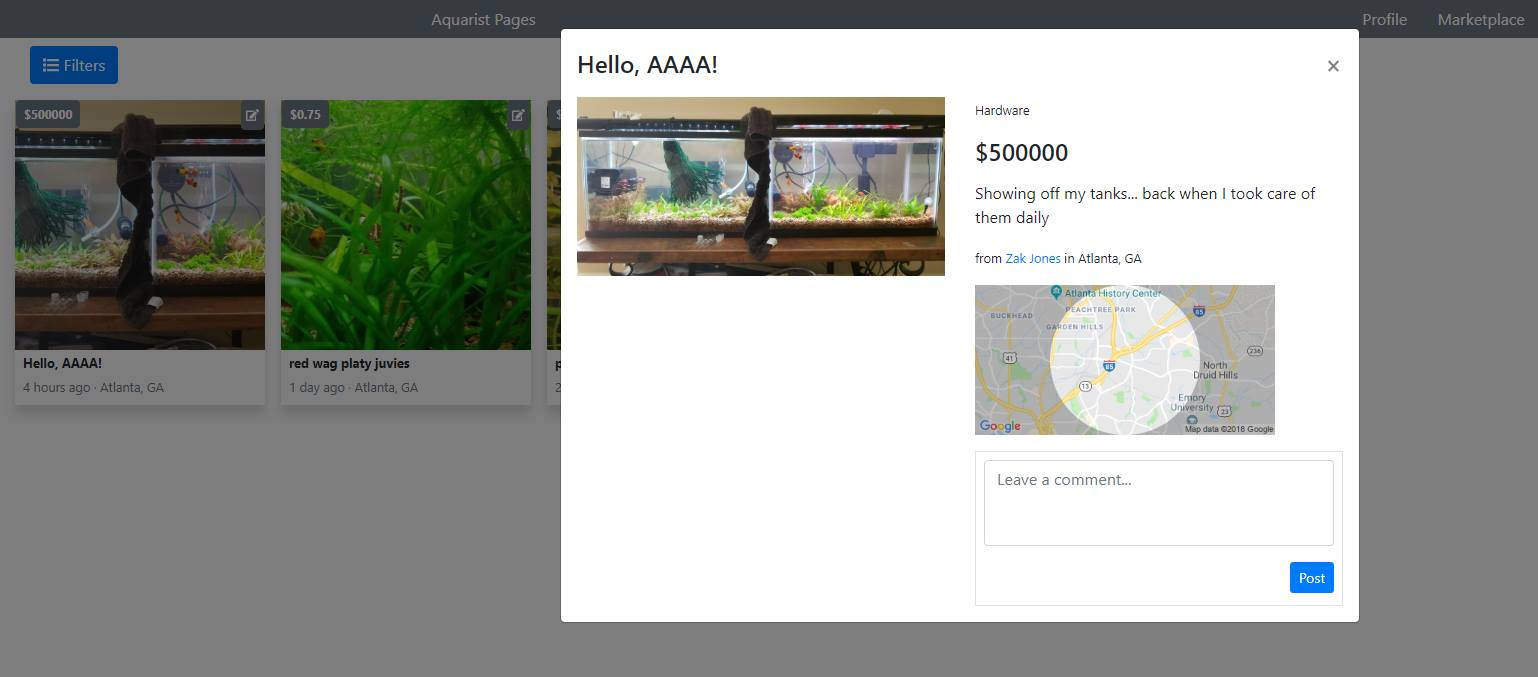 Aquarist Pages
Profile
Marketplace
Filters
$500000
Hello, AAAA!
4 hours ago · Atlanta, GA
$0.75
red wag platy juvies
1 day ago · Atlanta, GA
$
p
2
Hello, AAAA!
×
Hardware
$500000
Showing off my tanks... back when I took care of
them daily
from Zak Jones in Atlanta, GA
Atlanta History Center
PEACHTREE PARK
BUCKHEAD
85
GARDEN HILLS
41
236
85
North
Druid Hills
13
Emory
University
23
Google
Map data ©2018 Google
Leave a comment...
Post